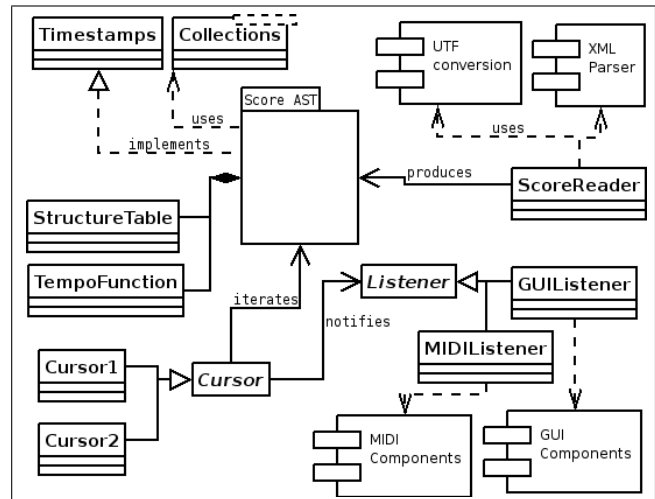 Timestamps
Collections
UTF
conversion
XML
Parser
Score AST
uses
implements
uses
produces
ScoreReader
StructureTable
TempoFunction
iterates
Listener
GUIListener
notifies
MIDIListener
Cursor1
Cursor
Cursor2
MIDI
Components
GUI
Components